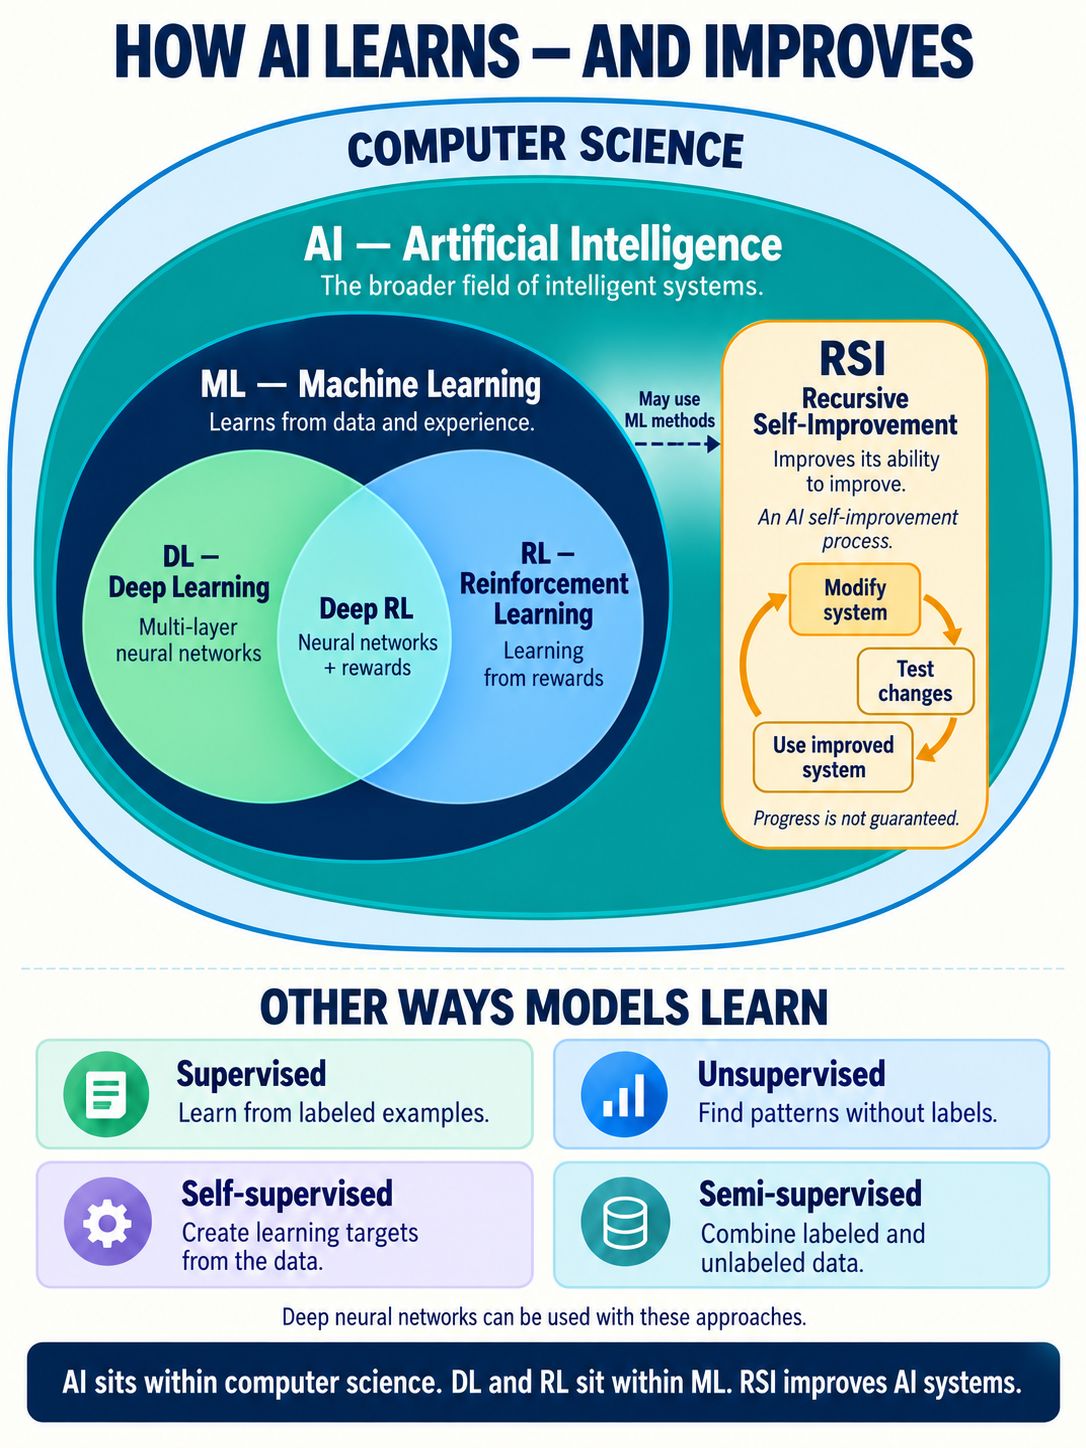 HOW AI LEARNS — AND IMPROVES
COMPUTER SCIENCE
AI — Artificial Intelligence
The broader field of intelligent systems.
ML — Machine Learning
Learns from data and experience.
DL —
Deep Learning
Multi-layer
neural networks
Deep RL
Neural networks
+ rewards
RL —
Reinforcement
Learning
Learning
from rewards
May use
ML methods
RSI
Recursive
Self-Improvement
Improves its ability
to improve.
An AI self-improvement
process.
Modify
system
Test
changes
Use improved
system
Progress is not guaranteed.
OTHER WAYS MODELS LEARN
Supervised
Learn from labeled examples.
Unsupervised
Find patterns without labels.
Self-supervised
Create learning targets
from the data.
Semi-supervised
Combine labeled and
unlabeled data.
Deep neural networks can be used with these approaches.
AI sits within computer science. DL and RL sit within ML. RSI improves AI systems.